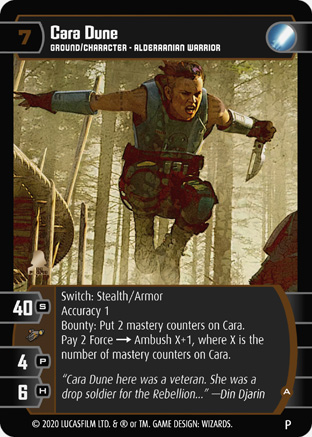 7
Cara Dune
GROUND/CHARACTER - ALDERAANIAN WARRIOR
40 S
4 P
6 H
Switch: Stealth/Armor
Accuracy 1
Bounty: Put 2 mastery counters on Cara.
Pay 2 Force → Ambush X+1, where X is the
number of mastery counters on Cara.
“Cara Dune here was a veteran. She was a
drop soldier for the Rebellion...” —Din Djarin
A
© 2020 LUCASFILM LTD. & ® or TM. GAME DESIGN: WIZARDS.
P